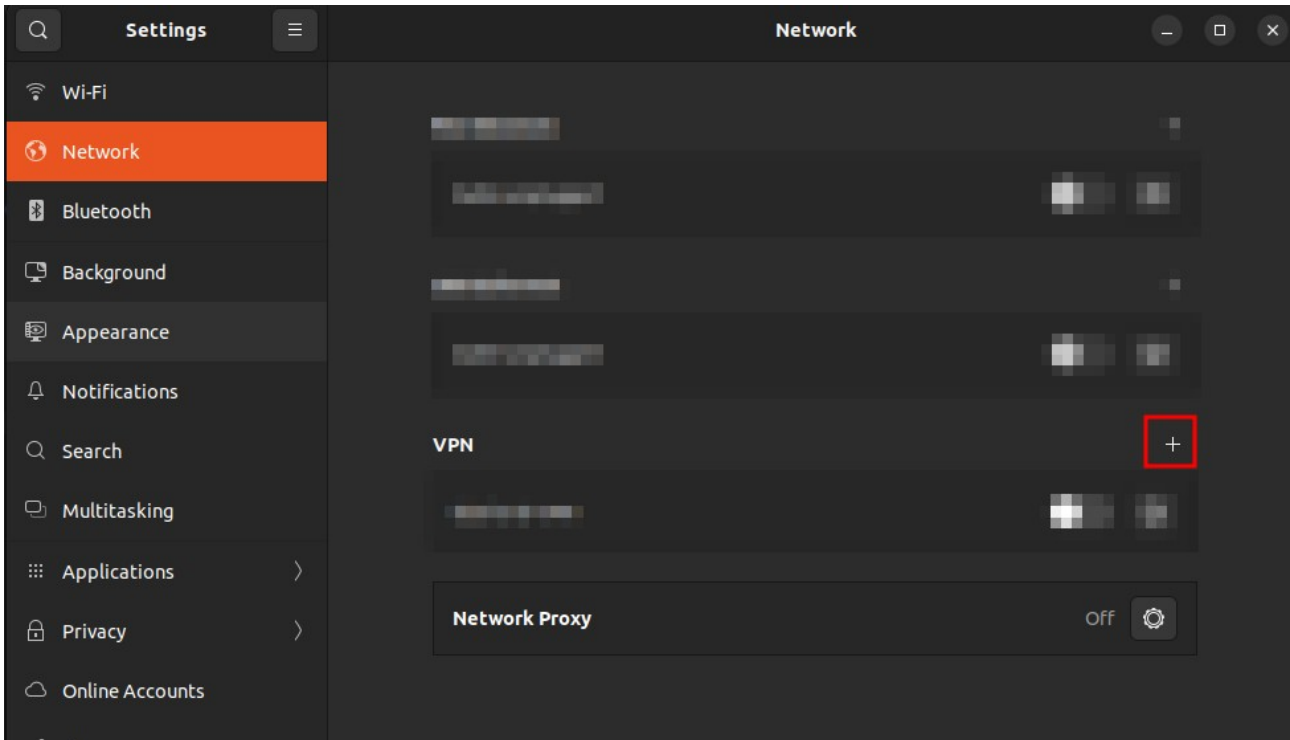 Settings
Network
Wi-Fi
Network
Bluetooth
Background
Appearance
Notifications
Search
Multitasking
Applications
Privacy
Online Accounts
VPN
Network Proxy Off